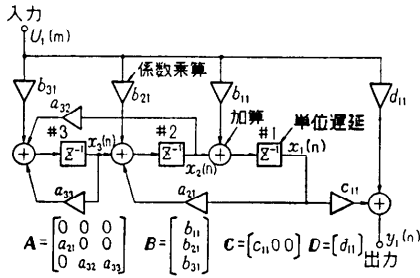 入力
U₁(m)
係数乗算
b₃₁
a₃₂
b₂₁
b₁₁
d₁₁
加算
#3
x₃(n)
#2
#1
単位遅延
Z⁻¹
Z⁻¹
x₂(n)
Z⁻¹
x₁(n)
a₃₃
a₂₁
c₁₁
A=[0 0 0 B=[b₁₁ C=[c₁₁ 0 0] D=[d₁₁] y₁(n)
a₂₁ 0 0 b₂₁ 出力
0 a₃₂ a₃₃] b₃₁]